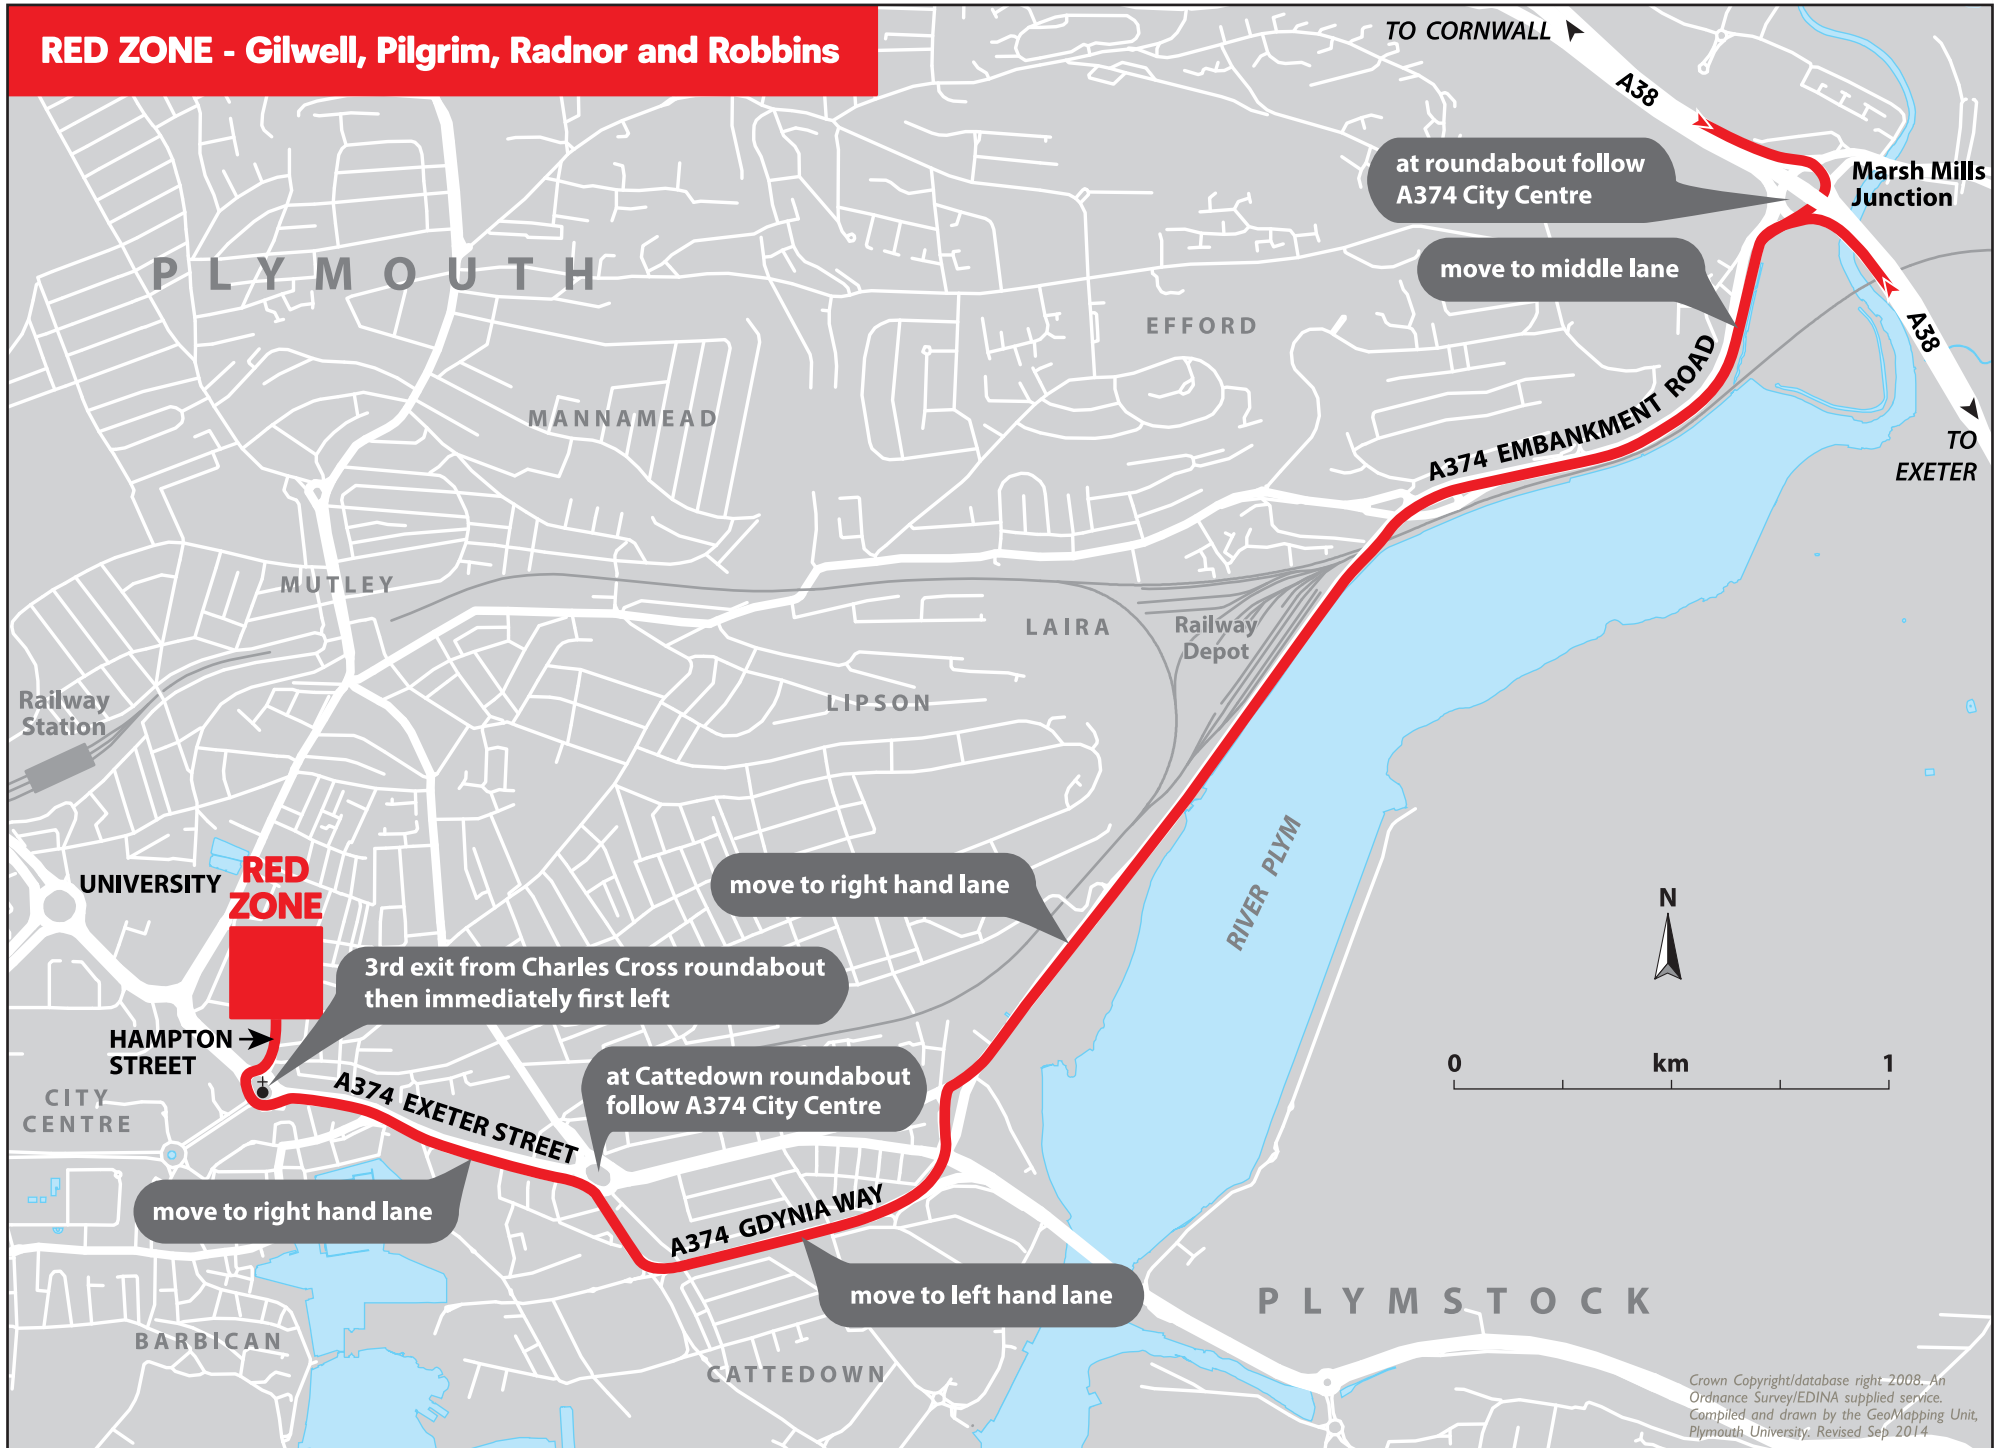 RED ZONE - Gilwell, Pilgrim, Radnor and Robbins
TO CORNWALL
A38
at roundabout follow
A374 City Centre
Marsh Mills
Junction
move to middle lane
PLYMOUTH
EFFORD
A38
TO
EXETER
MANNAMEAD
A374 EMBANKMENT ROAD
MUTLEY
LAIRA
Railway
Depot
Railway
Station
LIPSON
RIVER PLYM
UNIVERSITY
RED
ZONE
move to right hand lane
N
3rd exit from Charles Cross roundabout
then immediately first left
HAMPTON
STREET
0 km 1
CITY
CENTRE
A374 EXETER STREET
at Cattedown roundabout
follow A374 City Centre
move to right hand lane
A374 GDYNIA WAY
move to left hand lane
PLYMSTOCK
BARBICAN
CATTEDOWN
Crown Copyright/database right 2008. An
Ordnance Survey/EDINA supplied service.
Compiled and drawn by the GeoMapping Unit,
Plymouth University. Revised Sep 2014